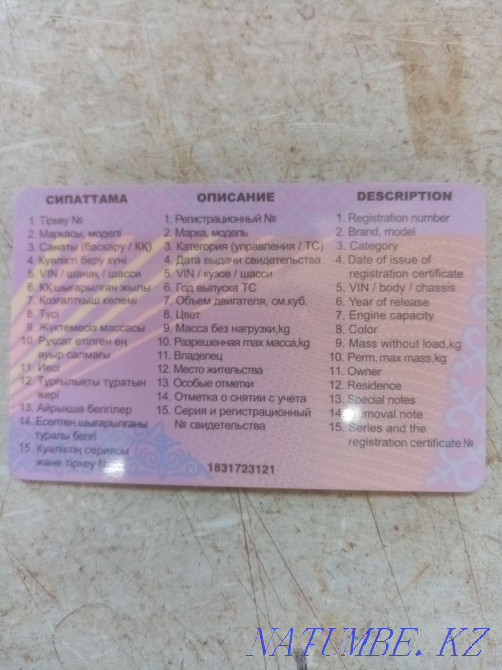 СИПАТТАМА
1. Тіркеу №
2. Маркасы, моделі
3. Санаты (басқару / КҚ)
4. Куәлікті беру күні
5. VIN / шанақ / шасси
6. КҚ шығарылған жылы
7. Қозғалтқыш көлемі
8. Түсі
9. Жүктемесіз массасы
10. Рұқсат етілген ең
ауыр салмағы
11. Иесі
12. Тұрғылықты тұратын
жері
13. Айрықша белгілер
14. Есептен шығарылғаны
туралы белгі
15. Куәліктің сериясы
және тіркеу №
ОПИСАНИЕ
1. Регистрационный №
2. Марка, модель
3. Категория (управления / ТС)
4. Дата выдачи свидетельства
5. VIN / кузов / шасси
6. Год выпуска ТС
7. Объем двигателя, см.куб.
8. Цвет
9. Масса без нагрузки,kg
10. Разрешенная max масса,kg
11. Владелец
12. Место жительства
13. Особые отметки
14. Отметка о снятии с учета
15. Серия и регистрационный
№ свидетельства
1831723121
DESCRIPTION
1. Registration number
2. Brand, model
3. Category
4. Date of issue of
registration certificate
5. VIN / body / chassis
6. Year of release
7. Engine capacity
8. Color
9. Mass without load,kg
10. Perm. max mass,kg
11. Owner
12. Residence
13. Special notes
14. Removal note
15. Series and the
registration certificate №
NATUMBE.KZ